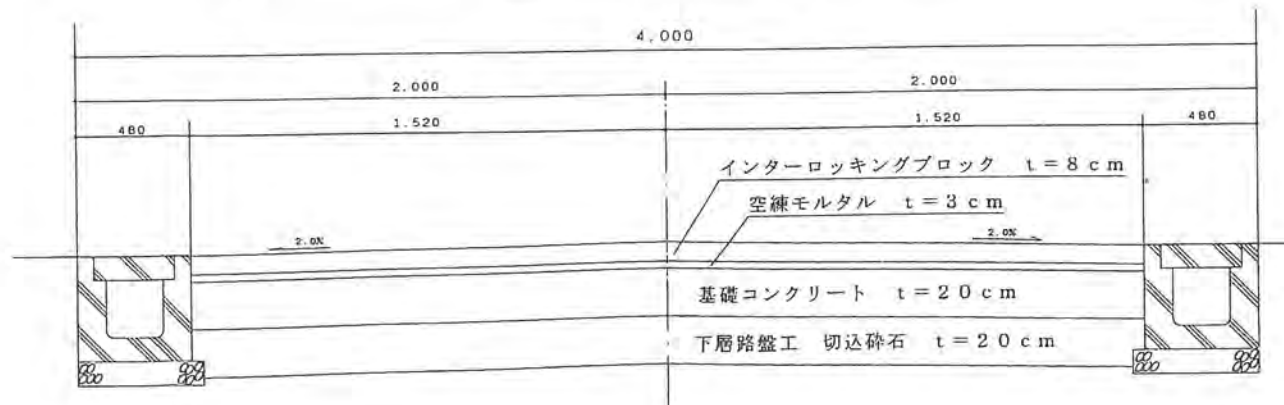 4.000
2.000 2.000
480 1.520 1.520 480
インターロッキングブロック t=8cm
空練モルタル t=3cm
2.0% 2.0%
基礎コンクリート t=20cm
下層路盤工 切込砕石 t=20cm